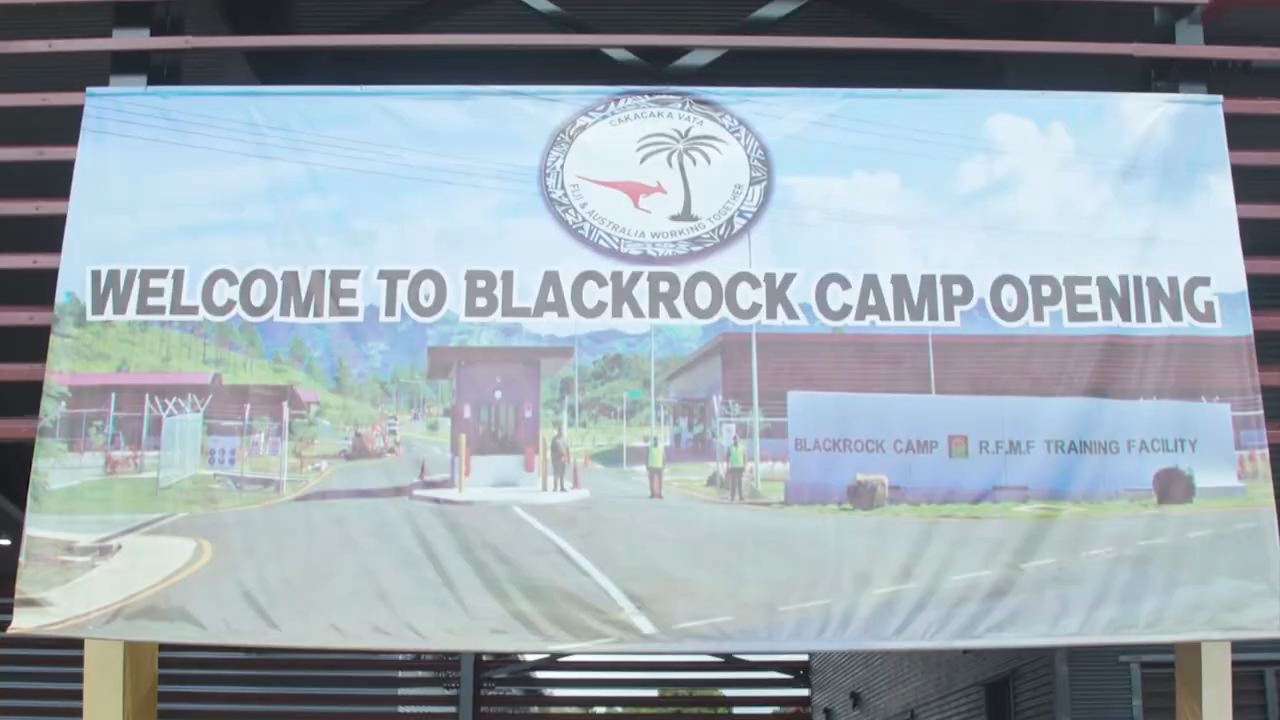 CAKACAKA VATA
FIJI & AUSTRALIA WORKING TOGETHER
WELCOME TO BLACKROCK CAMP OPENING
BLACKROCK CAMP R.F.M.F TRAINING FACILITY